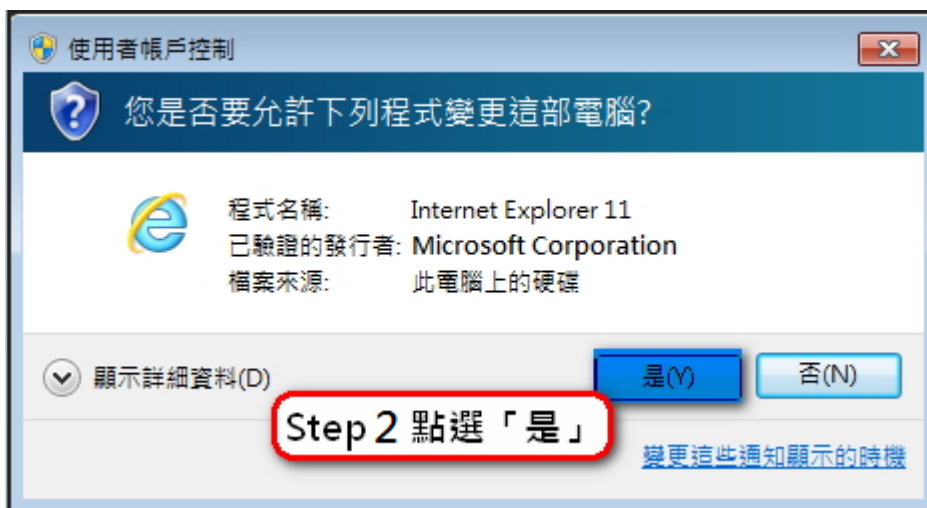 使用者帳戶控制
您是否要允許下列程式變更這部電腦?
程式名稱: Internet Explorer 11
已驗證的發行者: Microsoft Corporation
檔案來源: 此電腦上的硬碟
顯示詳細資料(D)
是(Y)
否(N)
Step 2 點選「是」
變更這些通知顯示的時機